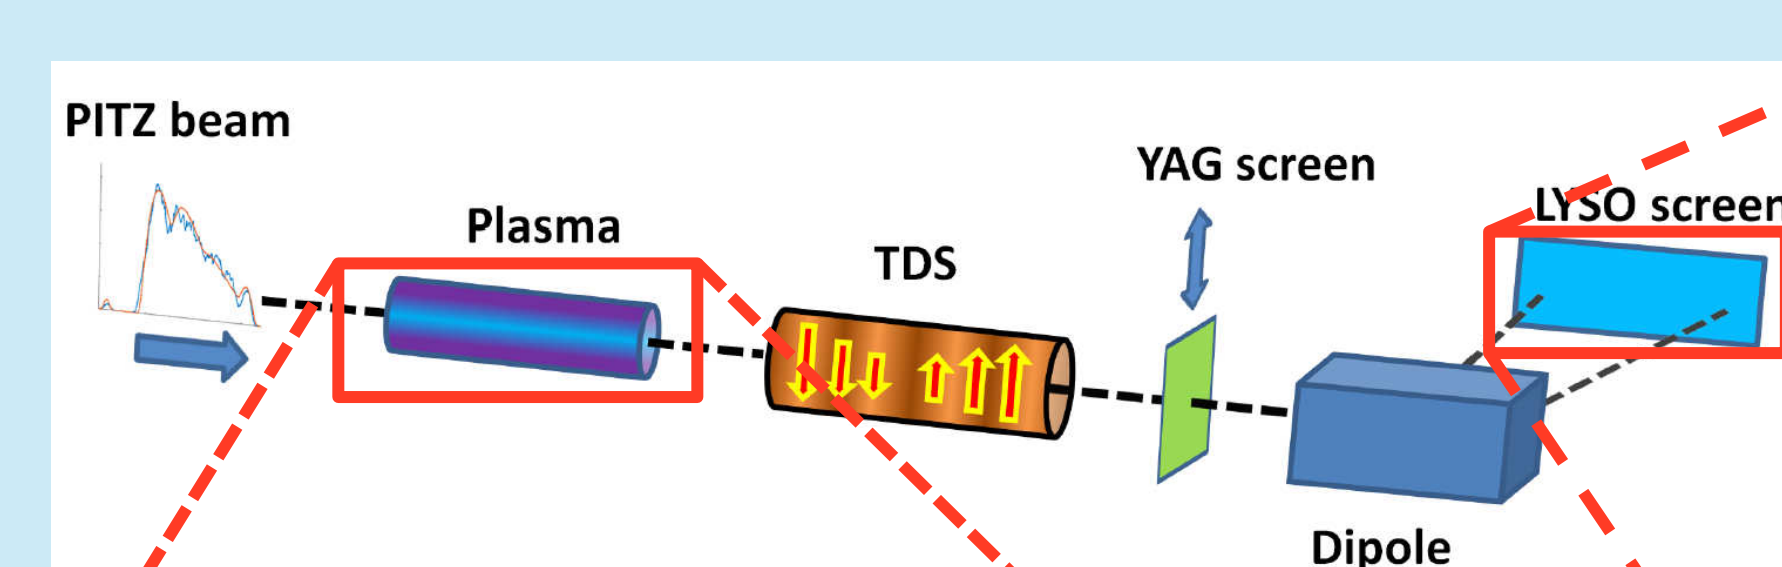 PITZ beam
Plasma
TDS
YAG screen
LYSO screen
Dipole